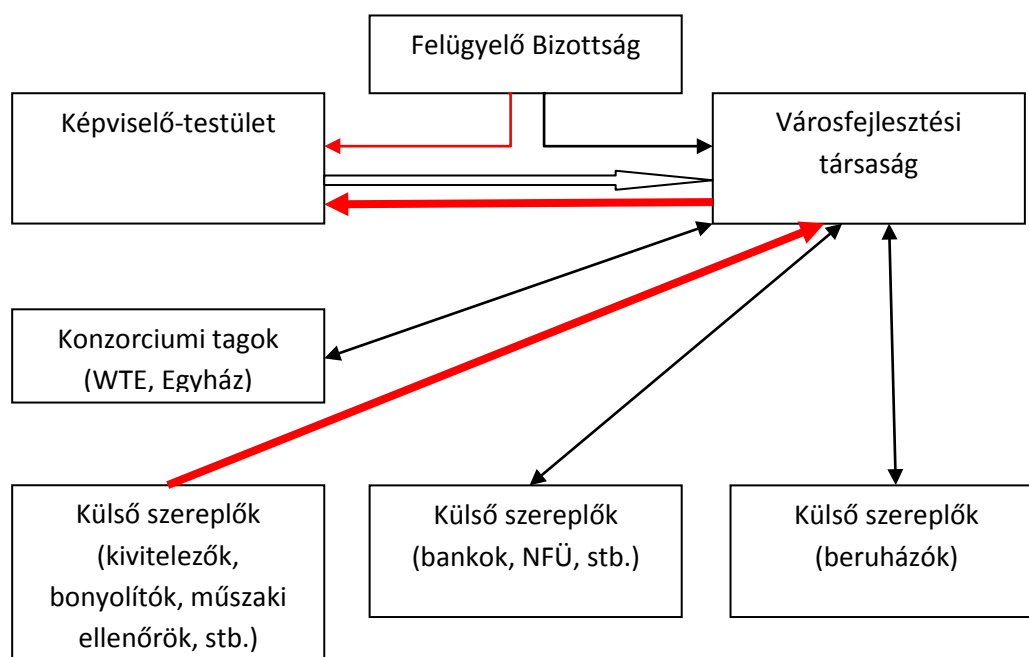 Felügyelő Bizottság
Képviselő-testület
Városfejlesztési
társaság
Konzorciumi tagok
(WTE, Egyház)
Külső szereplők
(kivitelezők,
bonyolítók, műszaki
ellenőrök, stb.)
Külső szereplők
(bankok, NFÜ, stb.)
Külső szereplők
(beruházók)